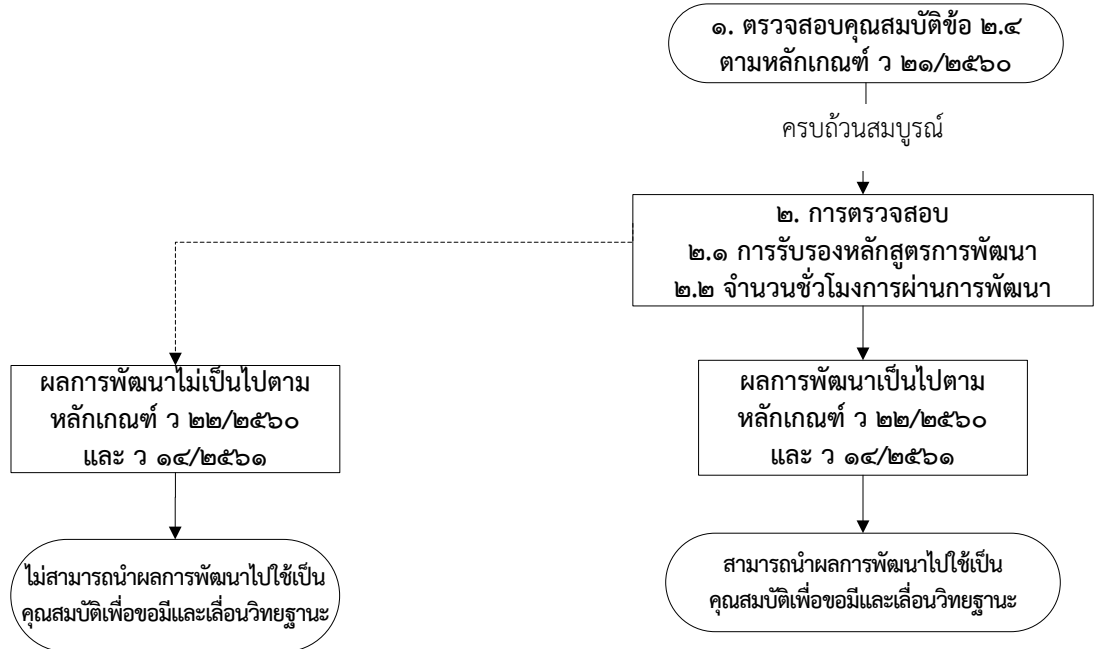 ๑. ตรวจสอบคุณสมบัติข้อ ๒.๔
ตามหลักเกณฑ์ ว ๒๑/๒๕๖๐
ครบถ้วนสมบูรณ์
๒. การตรวจสอบ
๒.๑ การรับรองหลักสูตรการพัฒนา
๒.๒ จำนวนชั่วโมงการผ่านการพัฒนา
ผลการพัฒนาไม่เป็นไปตาม
หลักเกณฑ์ ว ๒๒/๒๕๖๐
และ ว ๑๔/๒๕๖๑
ผลการพัฒนาเป็นไปตาม
หลักเกณฑ์ ว ๒๒/๒๕๖๐
และ ว ๑๔/๒๕๖๑
ไม่สามารถนำผลการพัฒนาไปใช้เป็น
คุณสมบัติเพื่อขอมีและเลื่อนวิทยฐานะ
สามารถนำผลการพัฒนาไปใช้เป็น
คุณสมบัติเพื่อขอมีและเลื่อนวิทยฐานะ